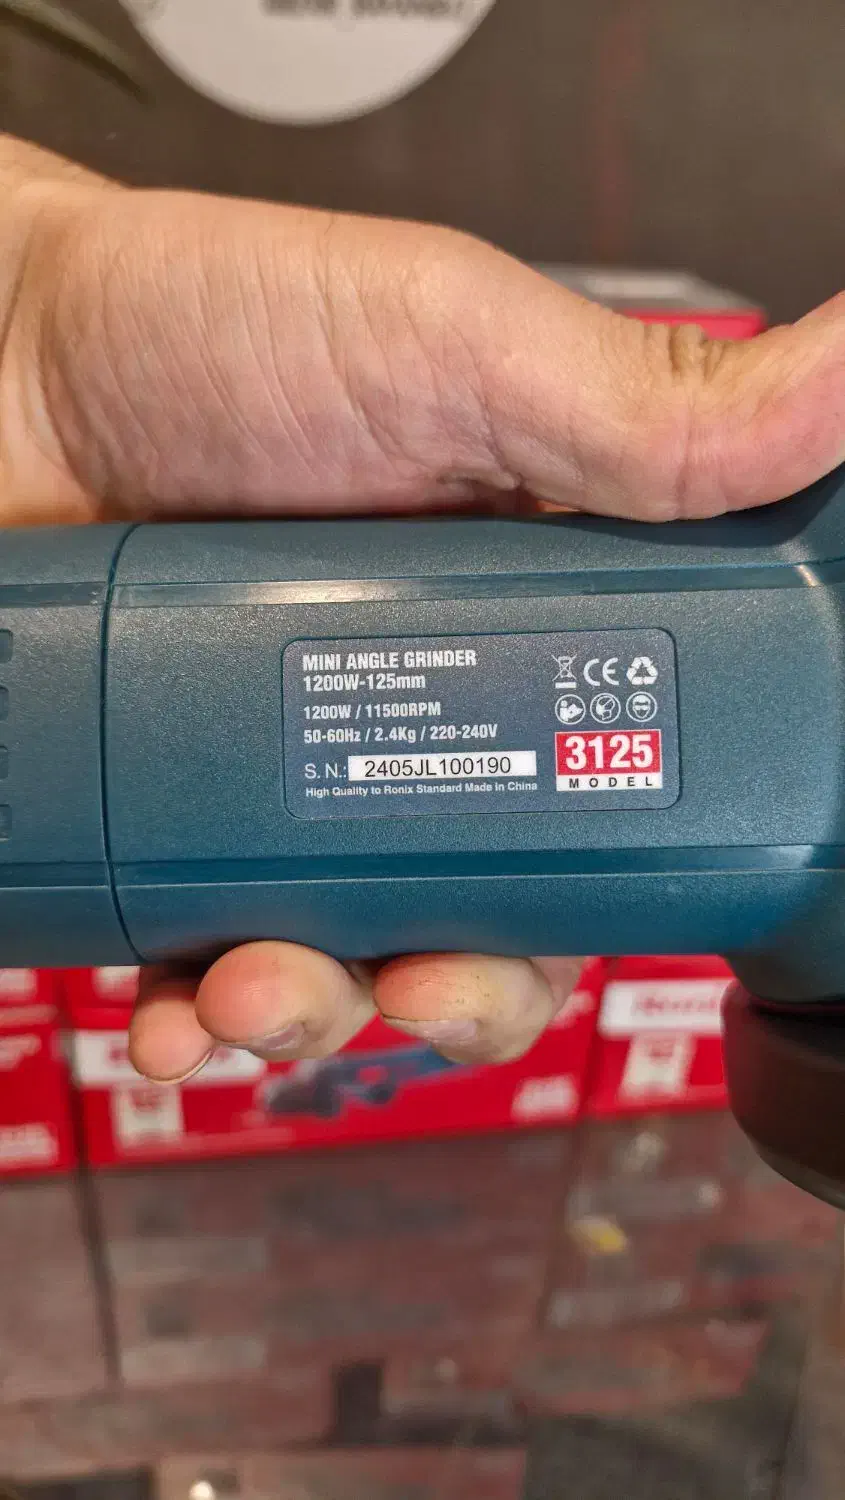 MINI ANGLE GRINDER
1200W-125mm
1200W / 11500RPM
50-60Hz / 2.4Kg / 220-240V
S. N.: 2405JL100190
High Quality to Ronix Standard Made in China
CE
3125
MODEL